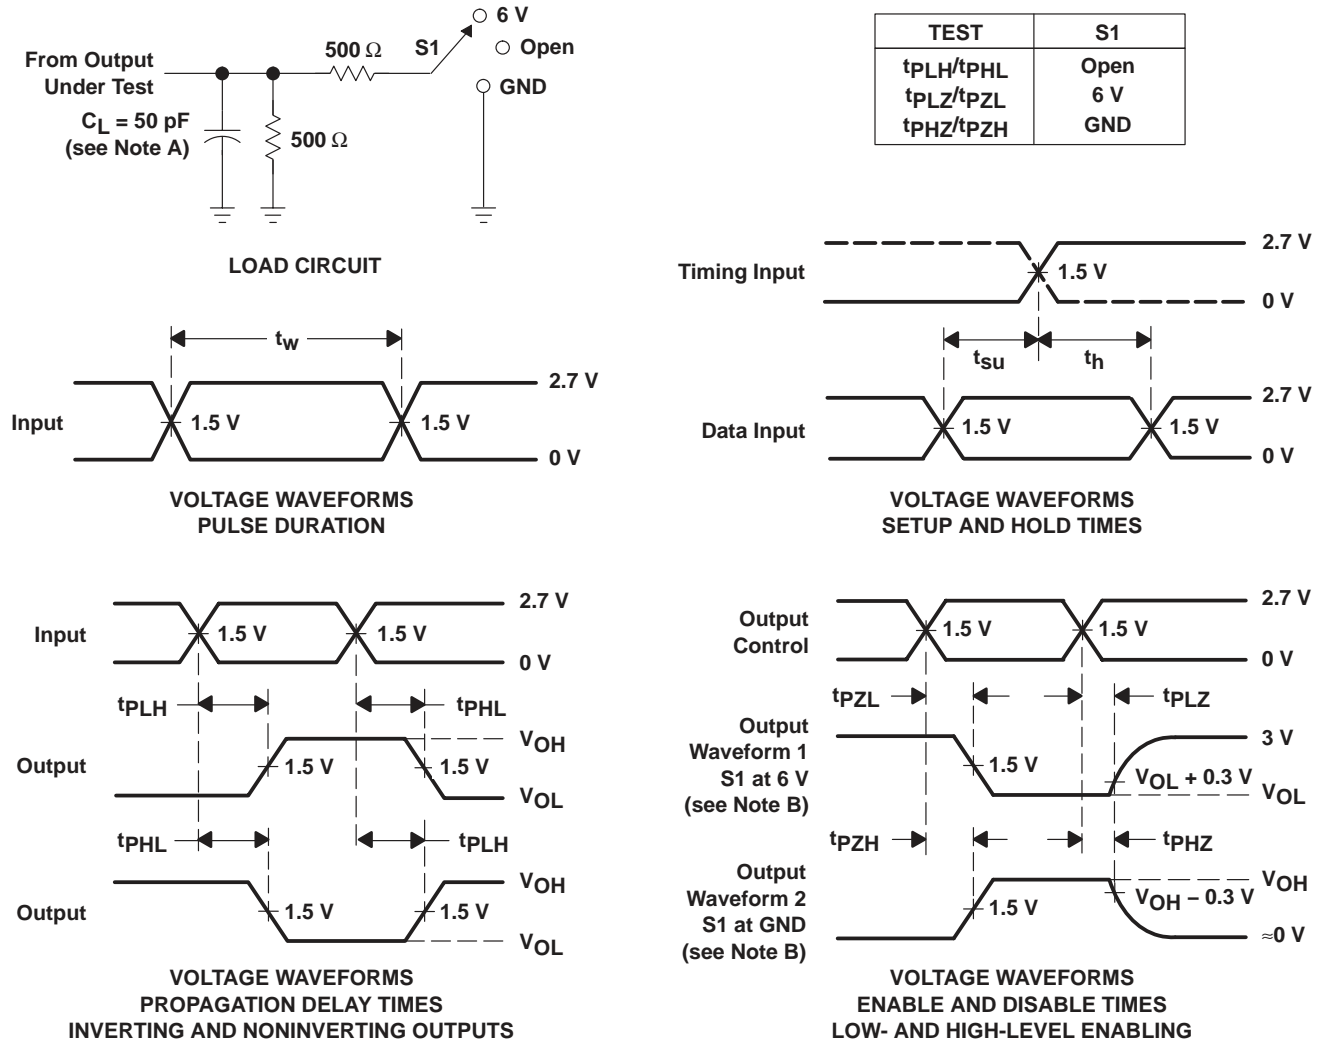 6 V
500 Ω
S1
Open
From Output
Under Test
GND
CL = 50 pF
(see Note A)
500 Ω
LOAD CIRCUIT
TEST S1
tPLH/tPHL Open
tPLZ/tPZL 6 V
tPHZ/tPZH GND
2.7 V
Timing Input
1.5 V
0 V
tsu
th
2.7 V
Data Input
1.5 V
1.5 V
0 V
VOLTAGE WAVEFORMS
SETUP AND HOLD TIMES
tw
2.7 V
Input
1.5 V
1.5 V
0 V
VOLTAGE WAVEFORMS
PULSE DURATION
2.7 V
Input
1.5 V
1.5 V
0 V
tPLH
tPHL
VOH
Output
1.5 V
1.5 V
VOL
tPHL
tPLH
VOH
Output
1.5 V
1.5 V
VOL
VOLTAGE WAVEFORMS
PROPAGATION DELAY TIMES
INVERTING AND NONINVERTING OUTPUTS
2.7 V
Output
Control
1.5 V
1.5 V
0 V
tPZL
tPLZ
Output
Waveform 1
S1 at 6 V
(see Note B)
3 V
1.5 V
VOL + 0.3 V
VOL
tPZH
tPHZ
Output
Waveform 2
S1 at GND
(see Note B)
VOH
VOH − 0.3 V
1.5 V
≈0 V
VOLTAGE WAVEFORMS
ENABLE AND DISABLE TIMES
LOW- AND HIGH-LEVEL ENABLING